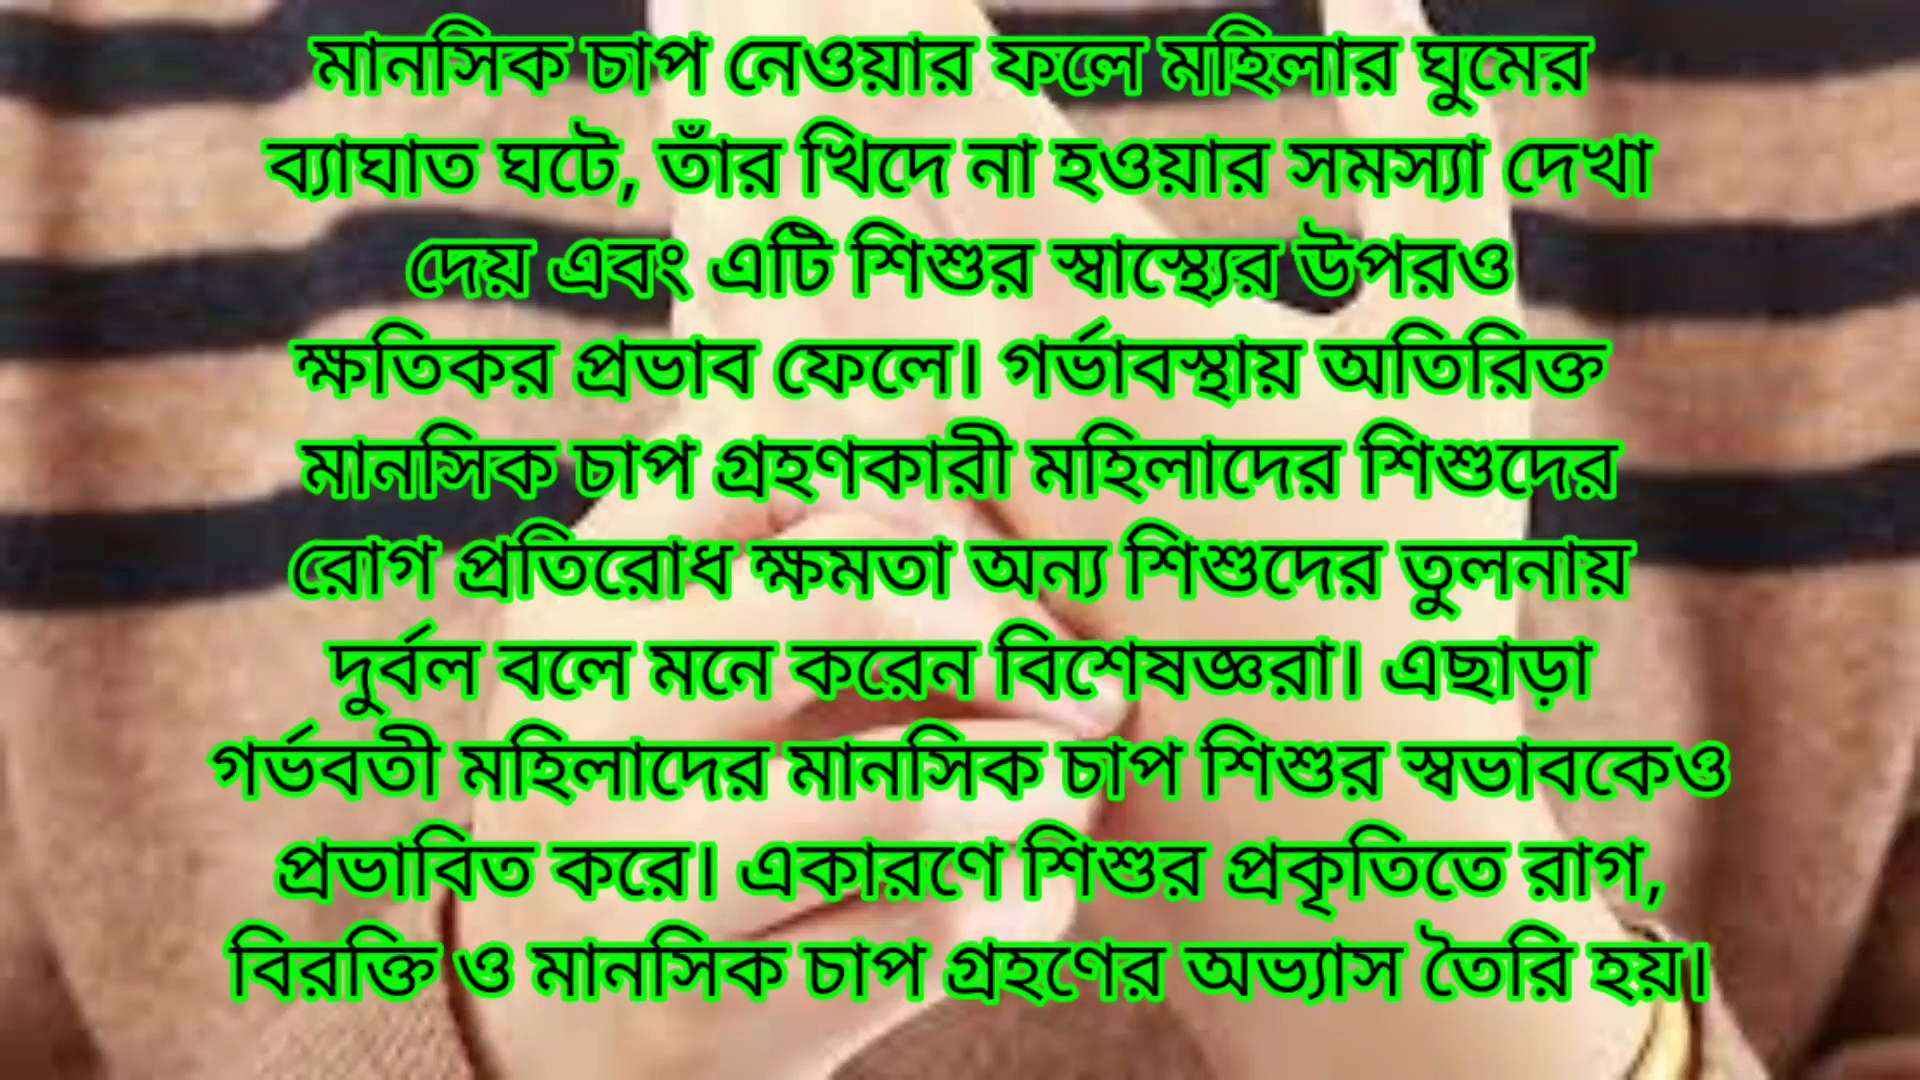 মানসিক চাপ নেওয়ার ফলে মহিলার ঘুমের
ব্যাঘাত ঘটে, তাঁর খিদে না হওয়ার সমস্যা দেখা
দেয় এবং এটি শিশুর স্বাস্থ্যের উপরও
ক্ষতিকর প্রভাব ফেলে। গর্ভাবস্থায় অতিরিক্ত
মানসিক চাপ গ্রহণকারী মহিলাদের শিশুদের
রোগ প্রতিরোধ ক্ষমতা অন্য শিশুদের তুলনায়
দুর্বল বলে মনে করেন বিশেষজ্ঞরা। এছাড়া
গর্ভবতী মহিলাদের মানসিক চাপ শিশুর স্বভাবকেও
প্রভাবিত করে। একারণে শিশুর প্রকৃতিতে রাগ,
বিরক্তি ও মানসিক চাপ গ্রহণের অভ্যাস তৈরি হয়।